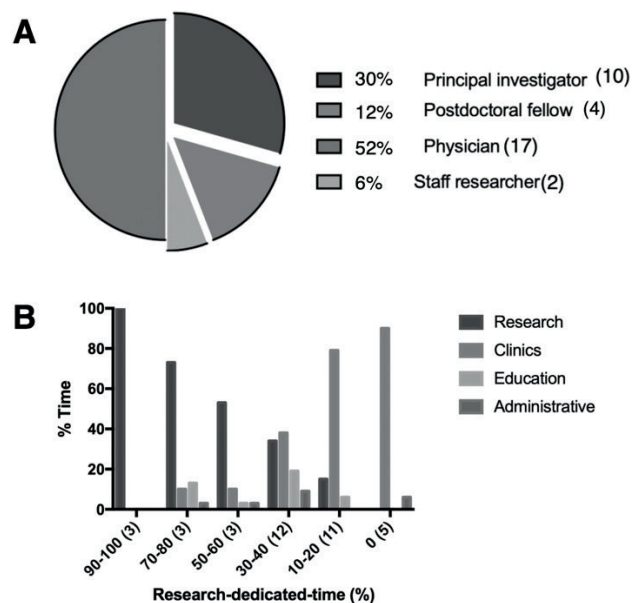 A
30% Principal investigator (10)
12% Postdoctoral fellow (4)
52% Physician (17)
6% Staff researcher (2)
B
100
80
60
40
20
0
% Time
90-100 (3)
70-80 (3)
50-60 (3)
30-40 (12)
10-20 (11)
0 (5)
Research-dedicated-time (%)
Research
Clinics
Education
Administrative